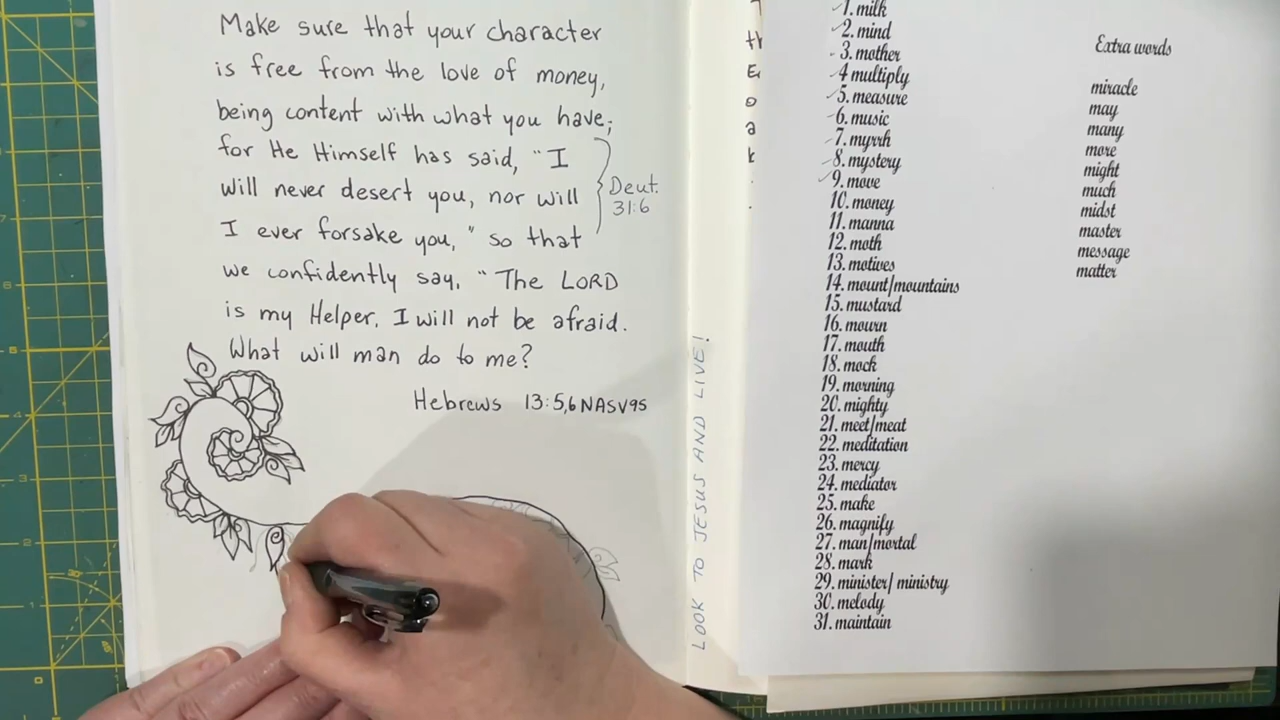 Make sure that your character
is free from the love of money,
being content with what you have;
for He Himself has said, "I
will never desert you, nor will
I ever forsake you," so that
we confidently say, "The LORD
is my Helper, I will not be afraid.
What will man do to me?
Hebrews 13:5,6 NASV95
Deut.
31:6
LOOK TO JESUS AND LIVE!
1. milk
2. mind
3. mother
4 multiply
5. measure
6. music
7. myrrh
8. mystery
9. move
10. money
11. manna
12. moth
13. motives
14. mount/mountains
15. mustard
16. mourn
17. mouth
18. mock
19. morning
20. mighty
21. meet/meat
22. meditation
23. mercy
24. mediator
25. make
26. magnify
27. man/mortal
28. mark
29. minister/ ministry
30. melody
31. maintain
Extra words
miracle
may
many
more
might
much
midst
master
message
matter